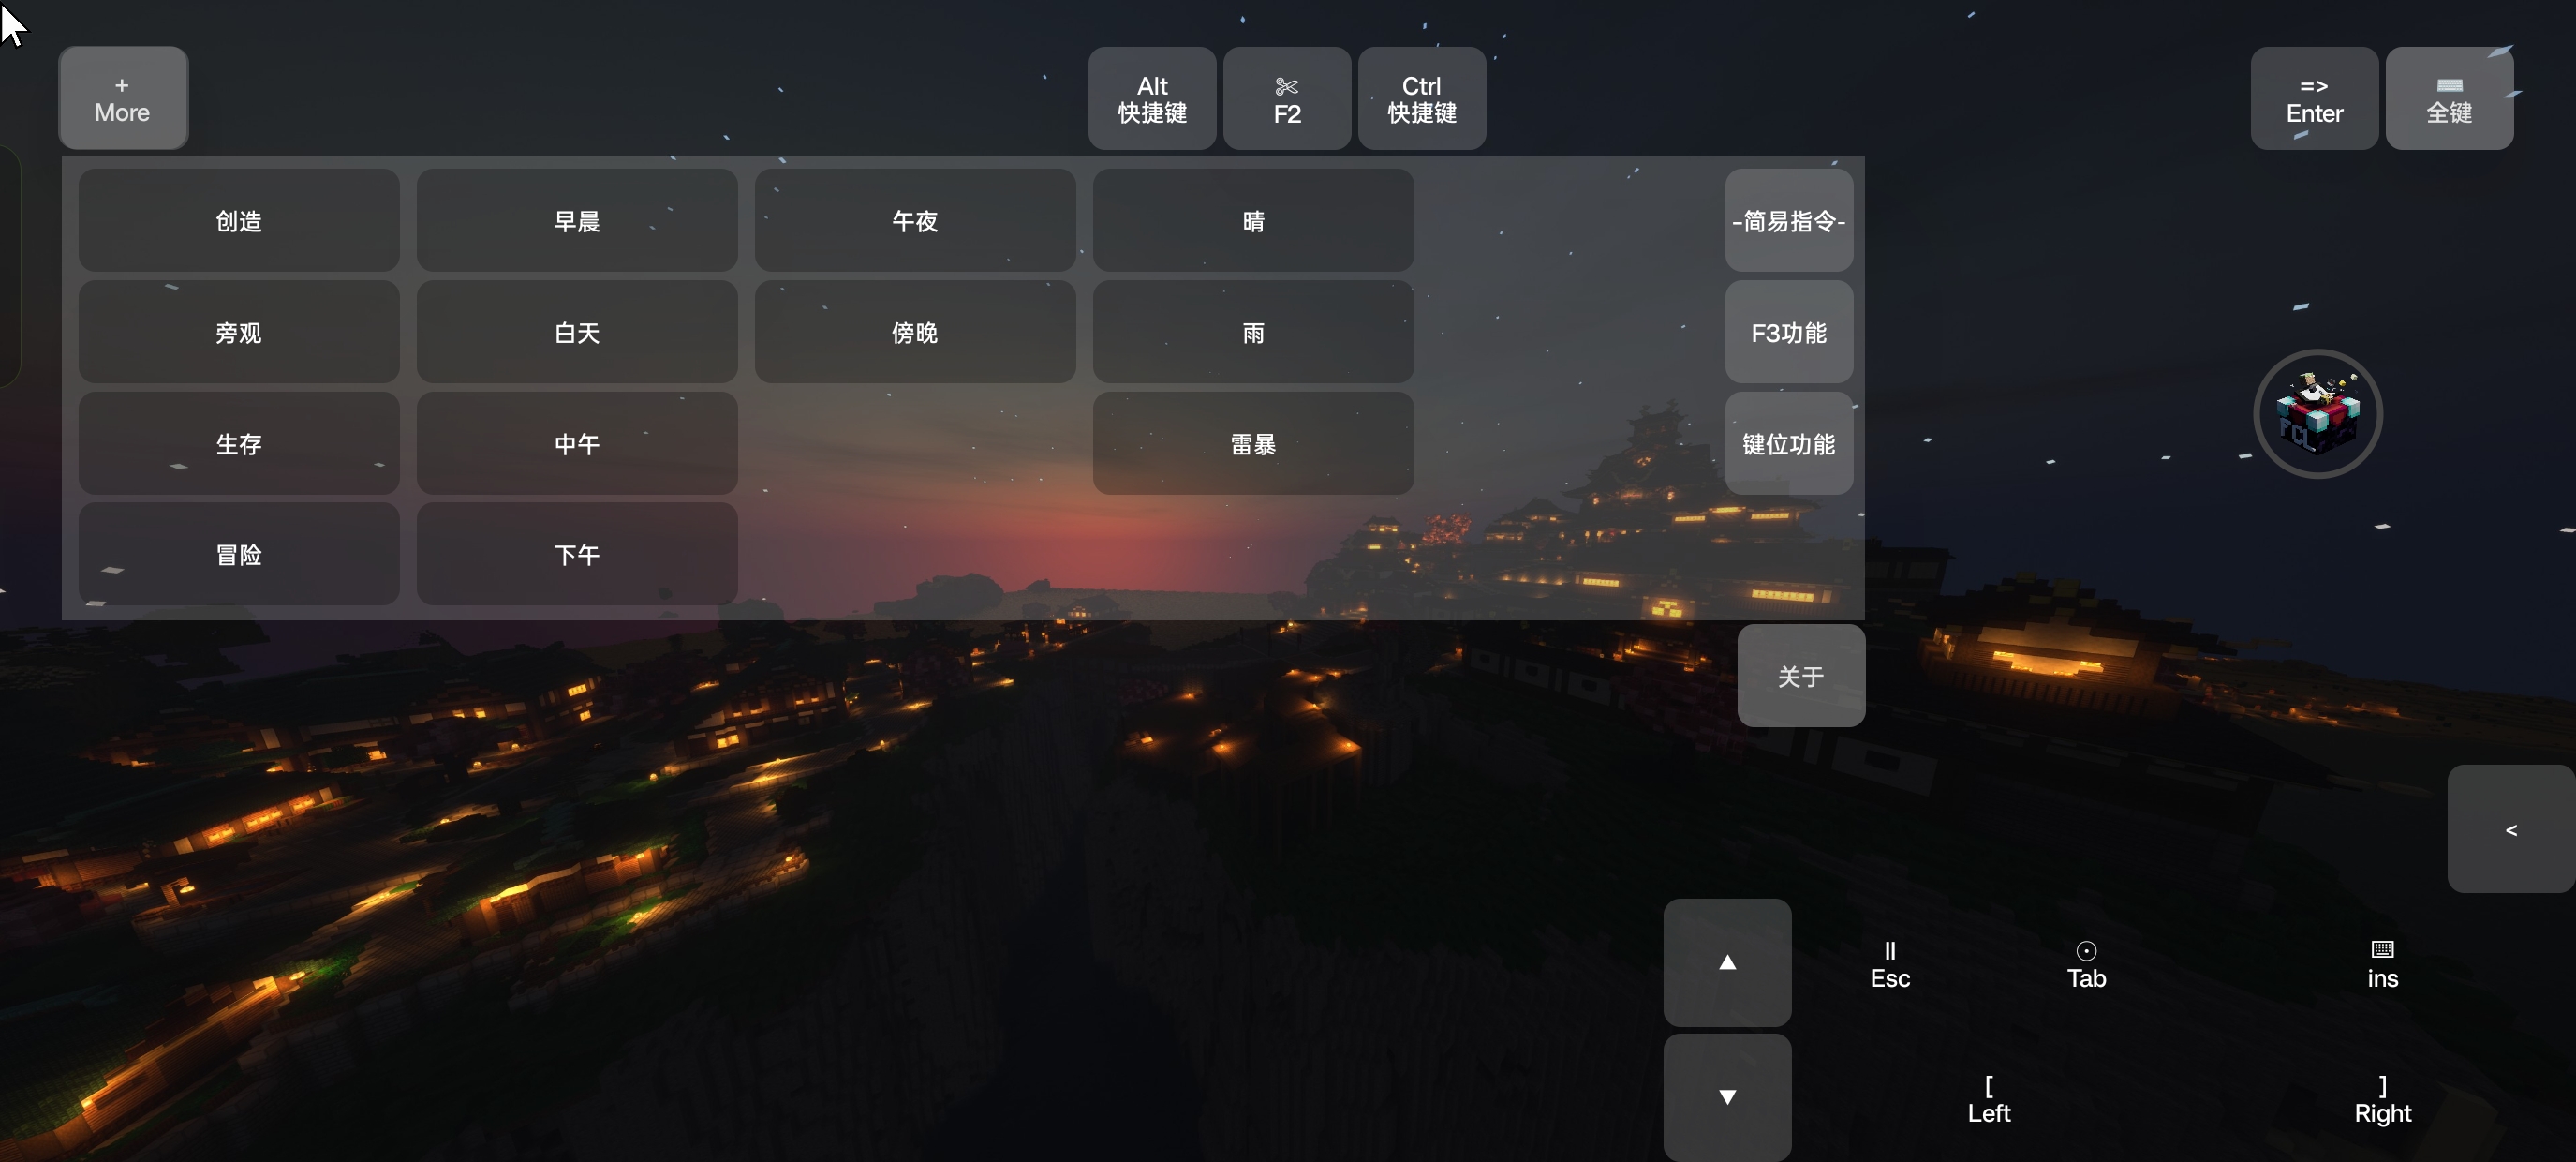 +
More
Alt
快捷键
F2
Ctrl
快捷键
=>
Enter
全键
创造
早晨
午夜
晴
-简易指令-
旁观
白天
傍晚
雨
F3功能
生存
中午
雷暴
键位功能
冒险
下午
关于
FCL
<
▲
II
Esc
Tab
ins
▼
[
Left
]
Right